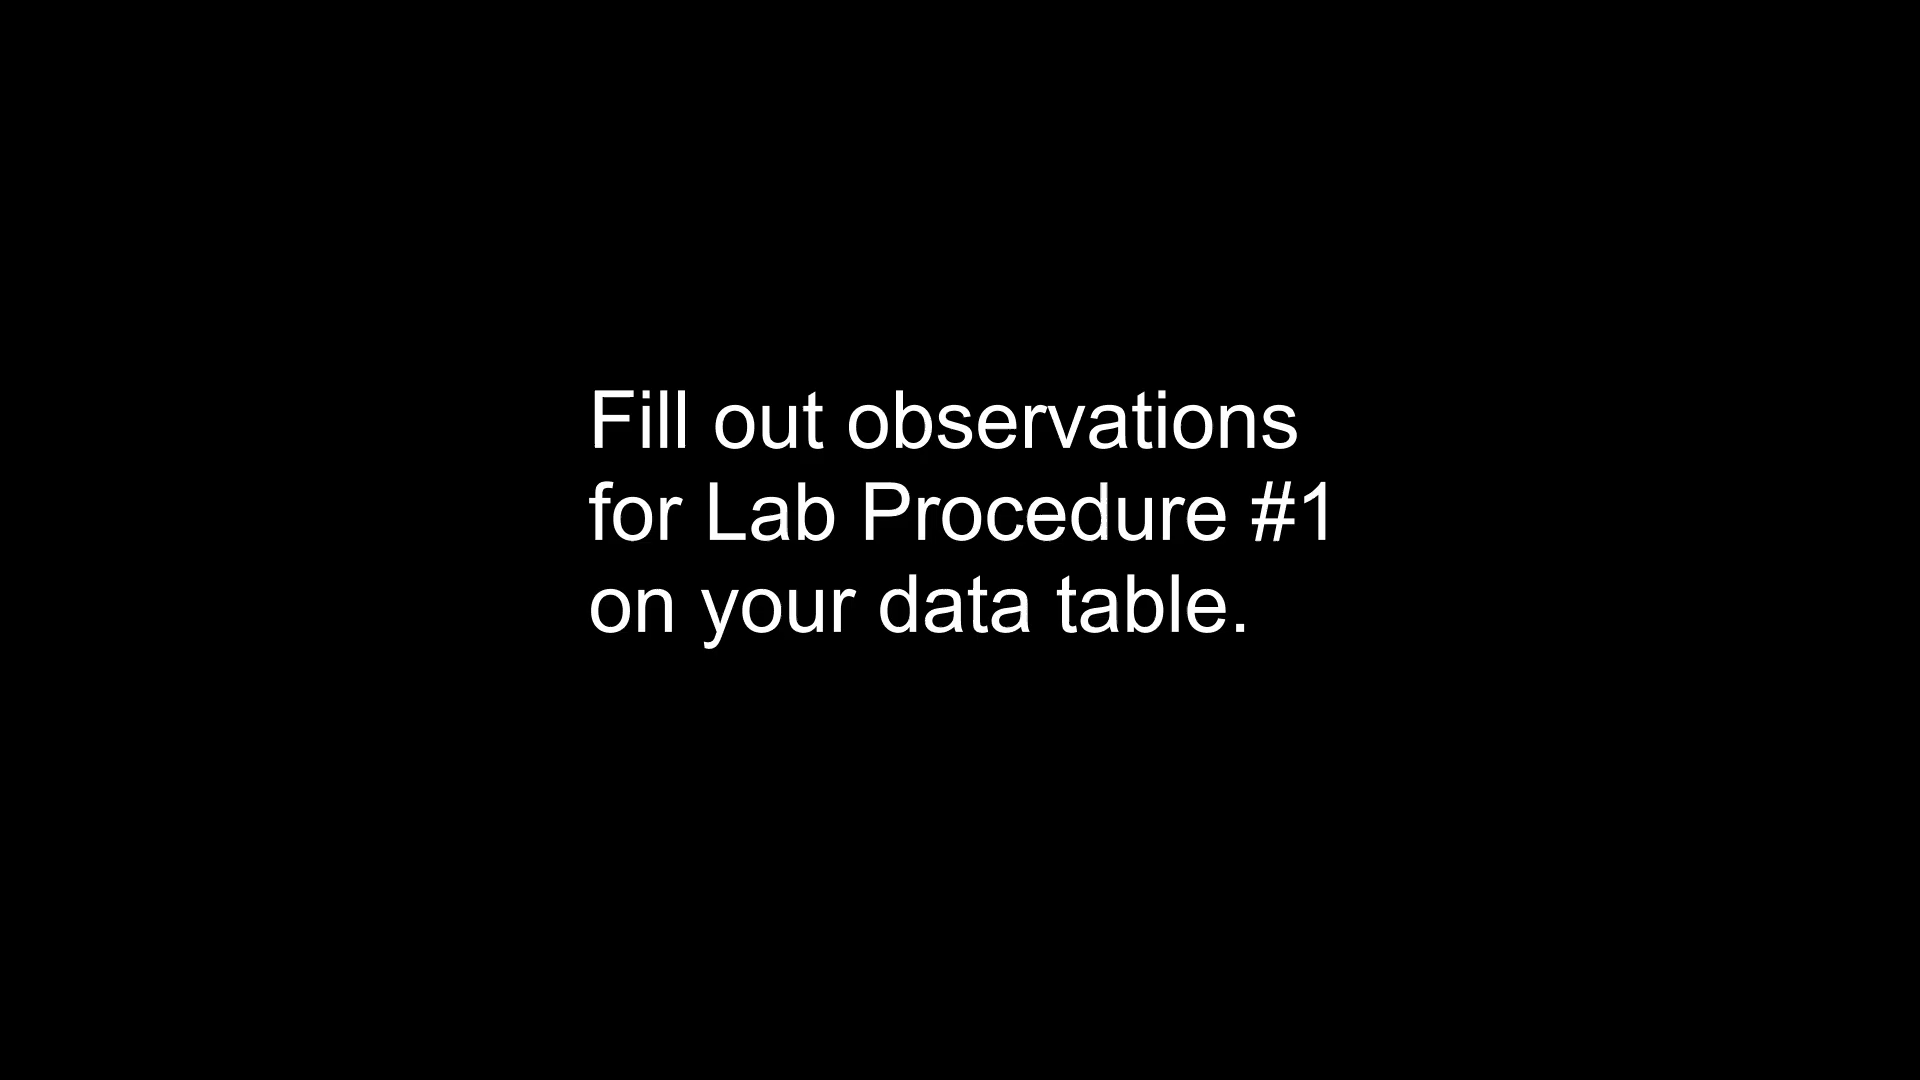 Fill out observations
for Lab Procedure #1
on your data table.